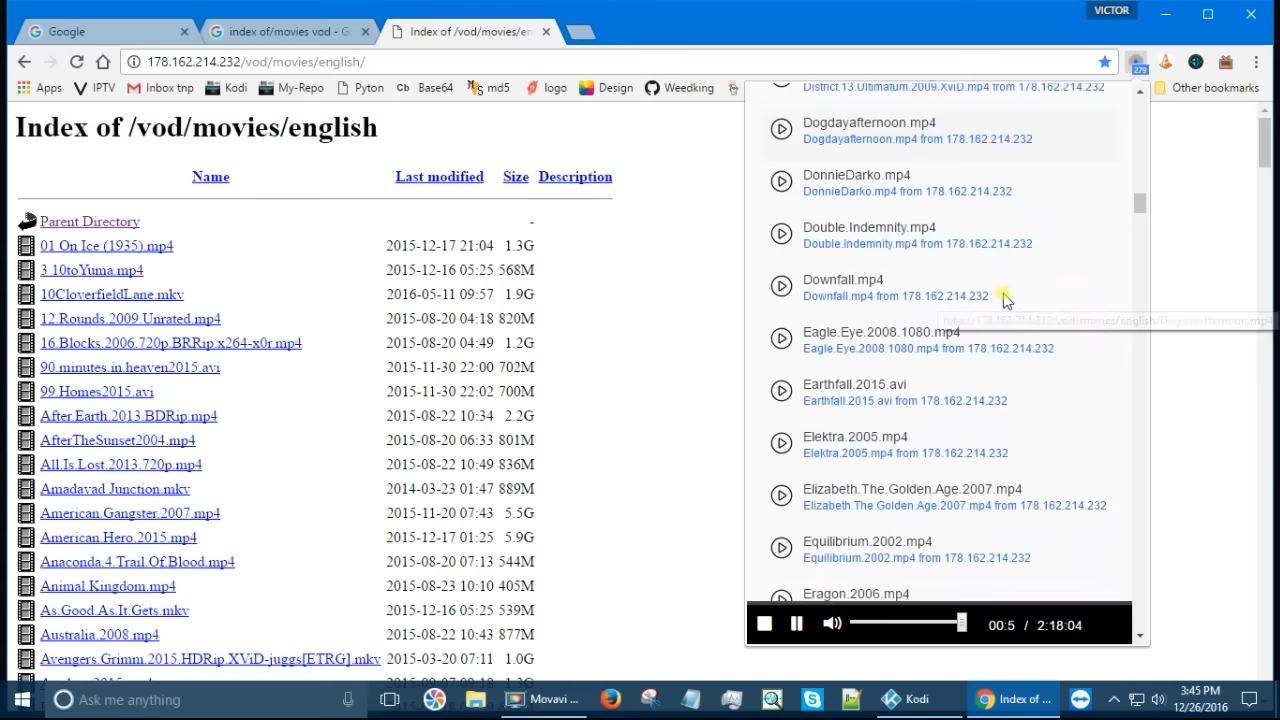 VICTOR
Google
index of/movies vod - G
Index of /vod/movies/en
178.162.214.232/vod/movies/english/
Apps
IPTV
Inbox tnp
Kodi
My-Repo
Pyton
Cb Base64
md5
logo
Design
Weedking
279
Other bookmarks
Index of /vod/movies/english
Name Last modified Size Description
Parent Directory -
01 On Ice (1935).mp4 2015-12-17 21:04 1.3G
3.10toYuma.mp4 2015-12-16 05:25 568M
10CloverfieldLane.mkv 2016-05-11 09:57 1.9G
12.Rounds.2009.Unrated.mp4 2015-08-20 04:18 820M
16.Blocks.2006.720p.BRRip.x264-x0r.mp4 2015-08-20 04:49 1.2G
90.minutes.in.heaven2015.avi 2015-11-30 22:00 702M
99.Homes2015.avi 2015-11-30 22:02 700M
After.Earth.2013.BDRip.mp4 2015-08-22 10:34 2.2G
AfterTheSunset2004.mp4 2015-08-20 06:33 801M
All.Is.Lost.2013.720p.mp4 2015-08-22 10:49 836M
Amadavad Junction.mkv 2014-03-23 01:47 889M
American.Gangster.2007.mp4 2015-11-20 07:43 5.5G
American.Hero.2015.mp4 2015-12-17 01:25 5.9G
Anaconda.4.Trail.Of.Blood.mp4 2015-08-20 07:13 544M
Animal.Kingdom.mp4 2015-08-23 10:10 405M
As.Good.As.It.Gets.mkv 2015-12-16 05:25 539M
Australia.2008.mp4 2015-08-22 10:43 877M
Avengers.Grimm.2015.HDRip.XViD-juggs[ETRG].mkv 2015-03-20 07:11 1.0G
District.13.Ultimatum.2009.XviD.mp4 from 178.162.214.232
Dogdayafternoon.mp4
Dogdayafternoon.mp4 from 178.162.214.232
DonnieDarko.mp4
DonnieDarko.mp4 from 178.162.214.232
Double.Indemnity.mp4
Double.Indemnity.mp4 from 178.162.214.232
Downfall.mp4
Downfall.mp4 from 178.162.214.232
Eagle.Eye.2008.1080.mp4
Eagle.Eye.2008.1080.mp4 from 178.162.214.232
Earthfall.2015.avi
Earthfall.2015.avi from 178.162.214.232
Elektra.2005.mp4
Elektra.2005.mp4 from 178.162.214.232
Elizabeth.The.Golden.Age.2007.mp4
Elizabeth.The.Golden.Age.2007.mp4 from 178.162.214.232
Equilibrium.2002.mp4
Equilibrium.2002.mp4 from 178.162.214.232
Eragon.2006.mp4
00:5 / 2:18:04
Ask me anything
Movavi ...
Kodi
Index of ...
3:45 PM
12/26/2016